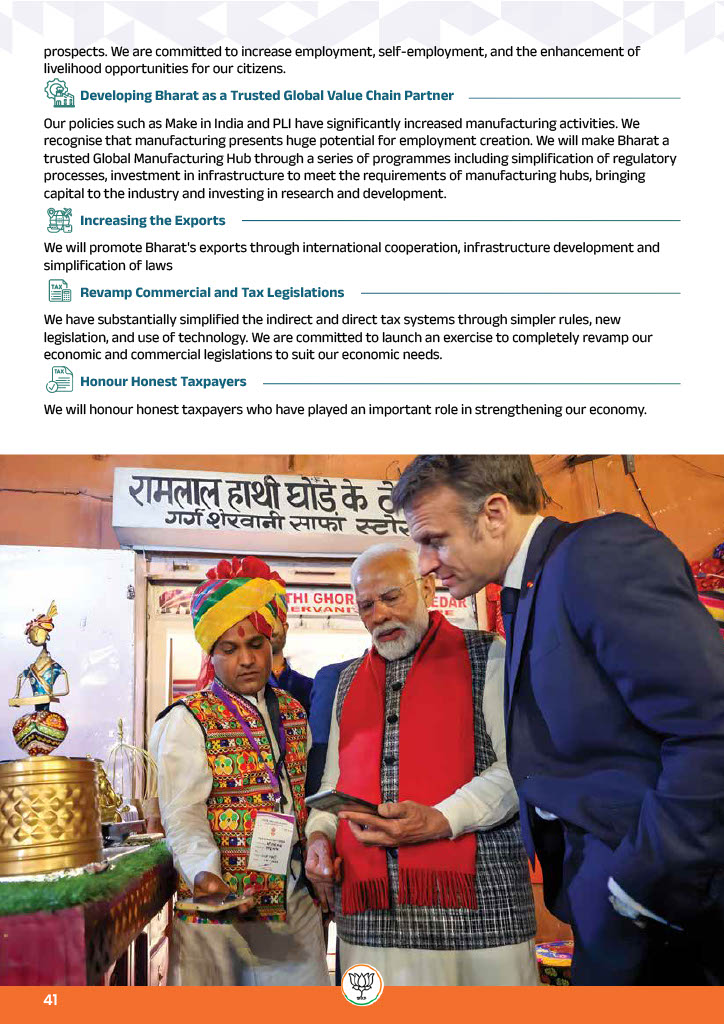 prospects. We are committed to increase employment, self-employment, and the enhancement of
livelihood opportunities for our citizens.
Developing Bharat as a Trusted Global Value Chain Partner
Our policies such as Make in India and PLI have significantly increased manufacturing activities. We
recognise that manufacturing presents huge potential for employment creation. We will make Bharat a
trusted Global Manufacturing Hub through a series of programmes including simplification of regulatory
processes, investment in infrastructure to meet the requirements of manufacturing hubs, bringing
capital to the industry and investing in research and development.
Increasing the Exports
We will promote Bharat's exports through international cooperation, infrastructure development and
simplification of laws
TAX
Revamp Commercial and Tax Legislations
We have substantially simplified the indirect and direct tax systems through simpler rules, new
legislation, and use of technology. We are committed to launch an exercise to completely revamp our
economic and commercial legislations to suit our economic needs.
TAX
Honour Honest Taxpayers
We will honour honest taxpayers who have played an important role in strengthening our economy.
रामलाल हाथी घोड़े के
गर्ग शेरवानी साफा स्टोर
THI GHOR
EDAR
ERVANI
RE
41